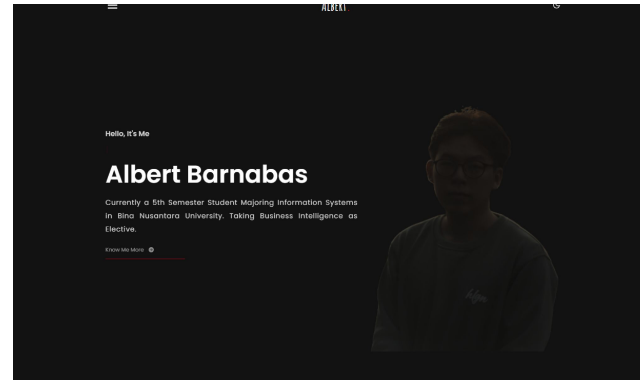 ALBERT
Hello, It's Me
Albert Barnabas
Currently a 5th Semester Student Majoring Information Systems
in Bina Nusantara University. Taking Business Intelligence as
Elective.
Know Me More